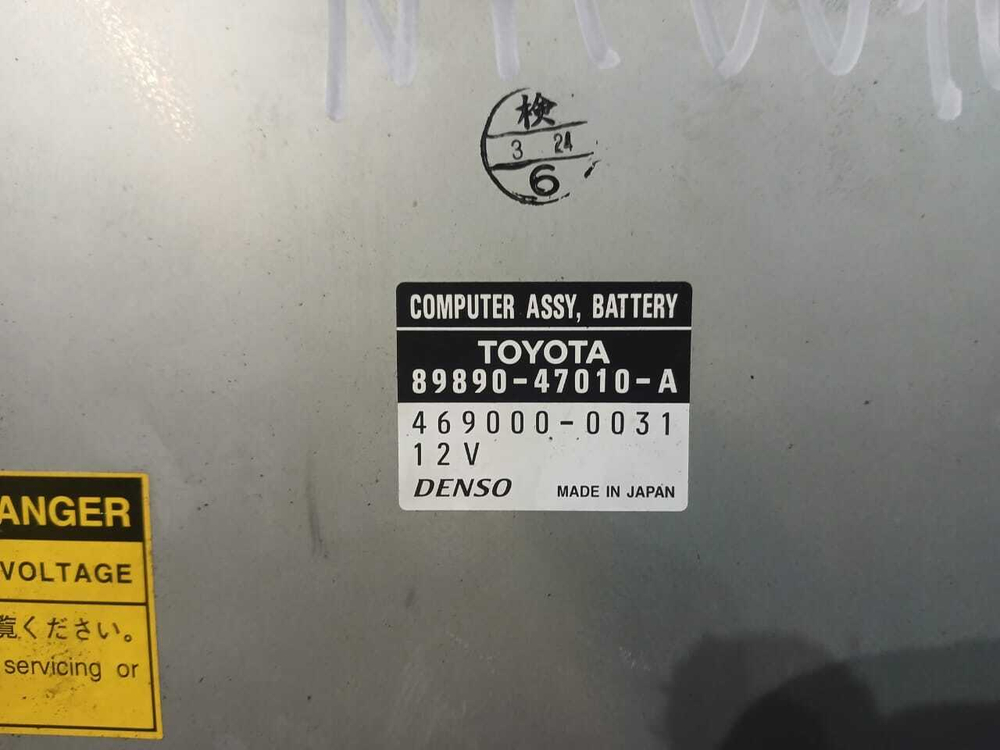 検
3 24
6
COMPUTER ASSY, BATTERY
TOYOTA
89890-47010-A
469000-0031
12V
DENSO MADE IN JAPAN
ANGER
VOLTAGE
覧ください。
servicing or